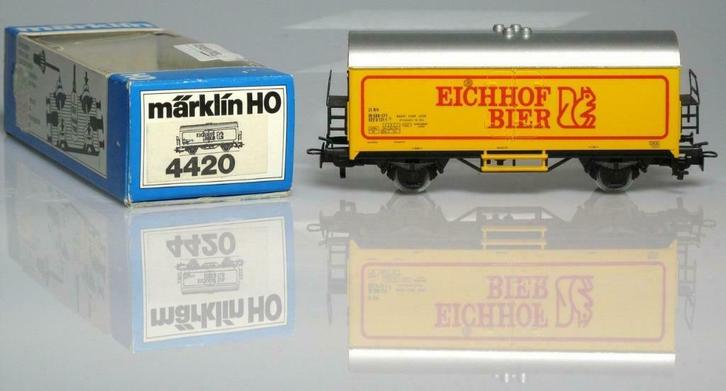 märklin HO
4420
EICHHOF
BIER